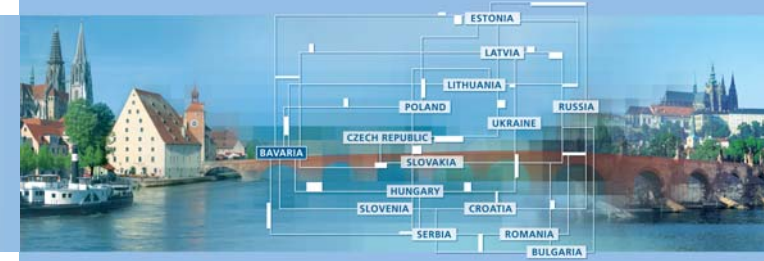 ESTONIA
LATVIA
LITHUANIA
POLAND
RUSSIA
UKRAINE
CZECH REPUBLIC
BAVARIA
SLOVAKIA
HUNGARY
SLOVENIA
CROATIA
SERBIA
ROMANIA
BULGARIA